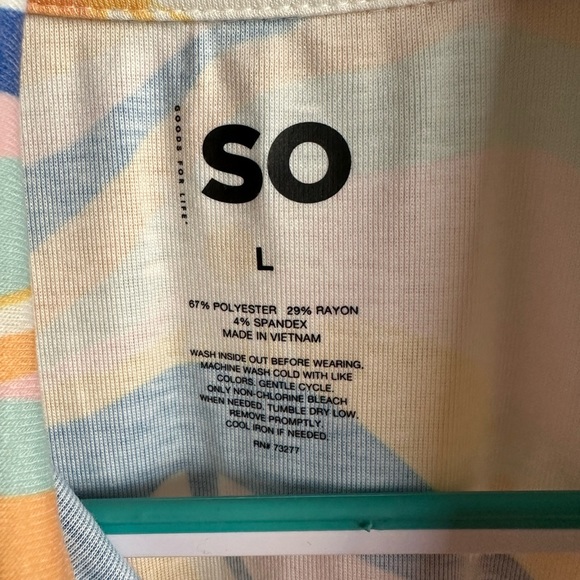 GOODS FOR LIFE.
SO
L
67% POLYESTER 29% RAYON
4% SPANDEX
MADE IN VIETNAM
WASH INSIDE OUT BEFORE WEARING.
MACHINE WASH COLD WITH LIKE
COLORS. GENTLE CYCLE.
ONLY NON-CHLORINE BLEACH
WHEN NEEDED. TUMBLE DRY LOW.
REMOVE PROMPTLY.
COOL IRON IF NEEDED.
RN# 73277